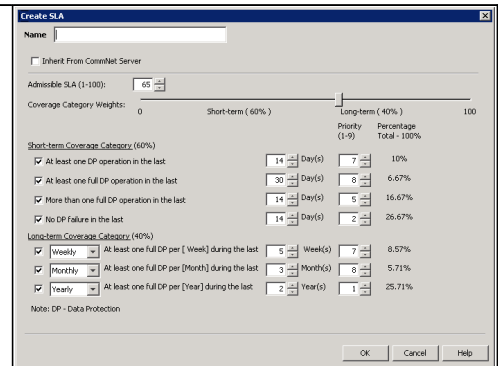 Create SLA
Name
Inherit From CommNet Server
Admissible SLA (1-100): 65
Coverage Category Weights:
0 Short-term ( 60% ) Long-term ( 40% ) 100
Priority (1-9) Percentage Total - 100%
Short-term Coverage Category (60%)
At least one DP operation in the last 14 Day(s) 7 10%
At least one full DP operation in the last 30 Day(s) 8 6.67%
More than one full DP operation in the last 14 Day(s) 5 16.67%
No DP failure in the last 14 Day(s) 2 26.67%
Long-term Coverage Category (40%)
Weekly At least one full DP per [ Week] during the last 5 Week(s) 7 8.57%
Monthly At least one full DP per [Month] during the last 3 Month(s) 8 5.71%
Yearly At least one full DP per [Year] during the last 2 Year(s) 1 25.71%
Note: DP - Data Protection
OK Cancel Help